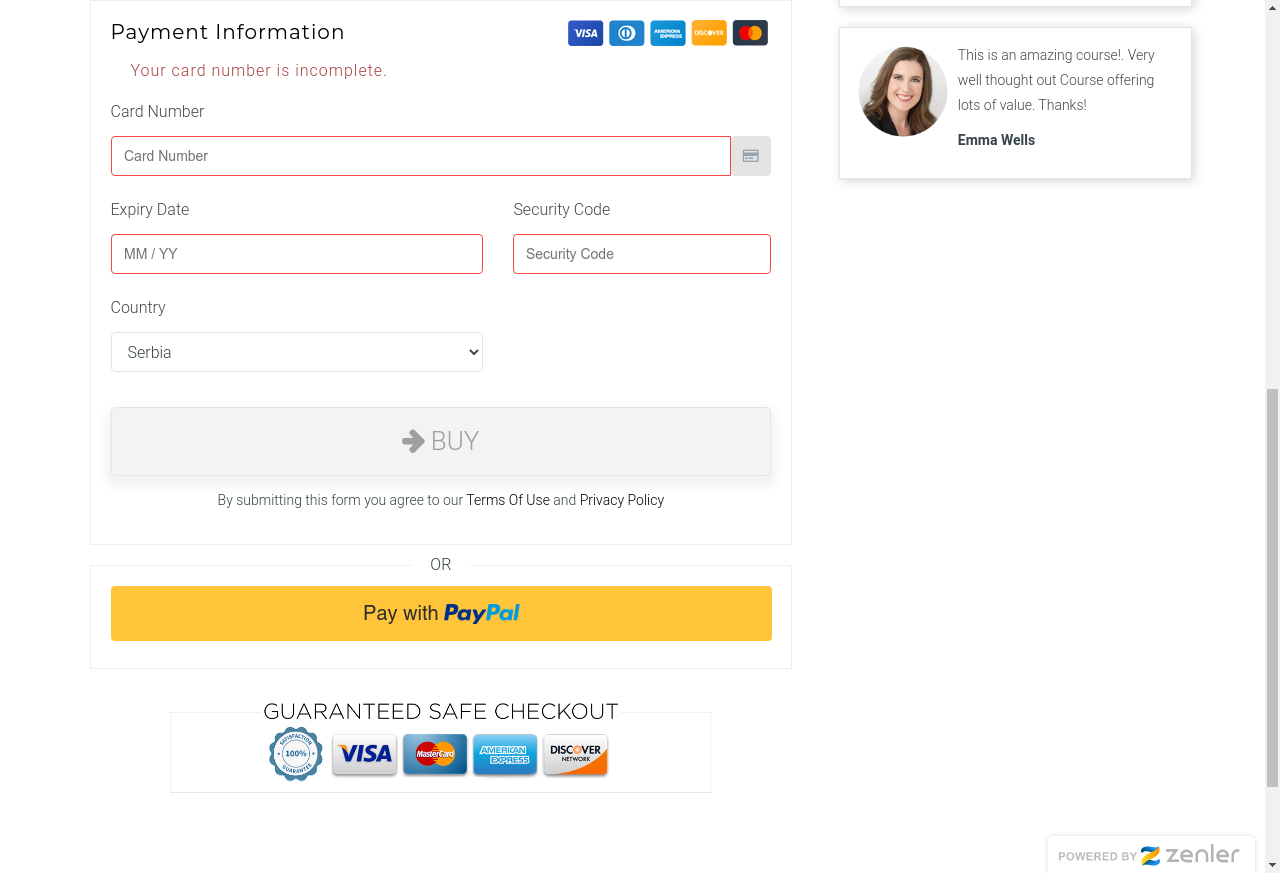 Payment Information
VISA
AMERICAN EXPRESS
DISCOVER
Your card number is incomplete.
Card Number
Card Number
Expiry Date
Security Code
MM / YY
Security Code
Country
Serbia
BUY
By submitting this form you agree to our Terms Of Use and Privacy Policy
OR
Pay with PayPal
GUARANTEED SAFE CHECKOUT
SATISFACTION
100%
GUARANTEE
VISA
MasterCard
AMERICAN EXPRESS
DISCOVER
NETWORK
This is an amazing course!. Very
well thought out Course offering
lots of value. Thanks!
Emma Wells
POWERED BY zenler